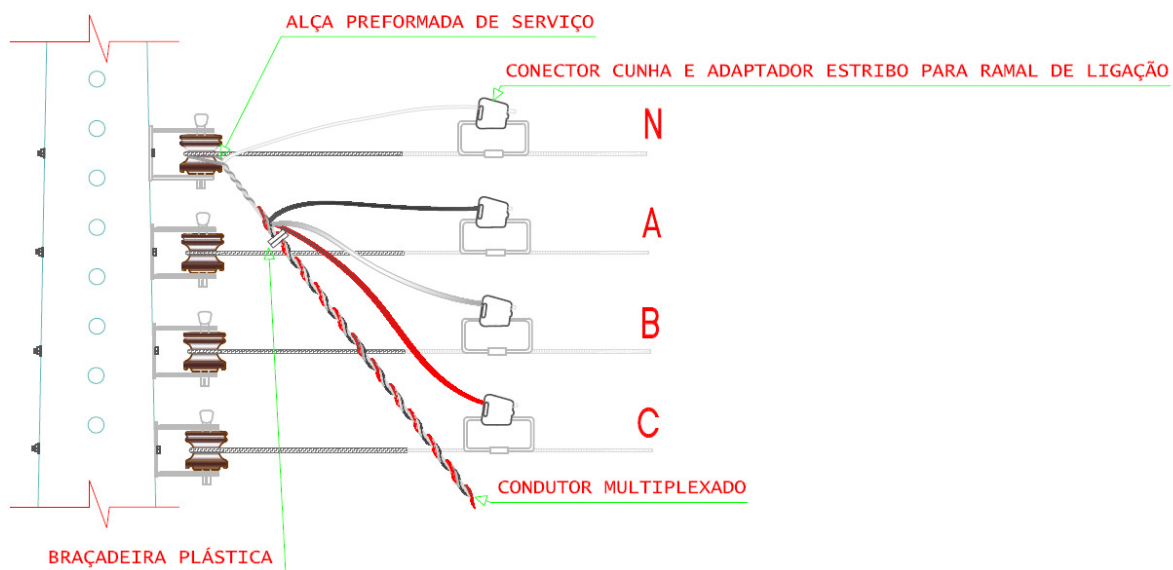 ALÇA PREFORMADA DE SERVIÇO
CONECTOR CUNHA E ADAPTADOR ESTRIBO PARA RAMAL DE LIGAÇÃO
N
A
B
C
CONDUTOR MULTIPLEXADO
BRAÇADEIRA PLÁSTICA